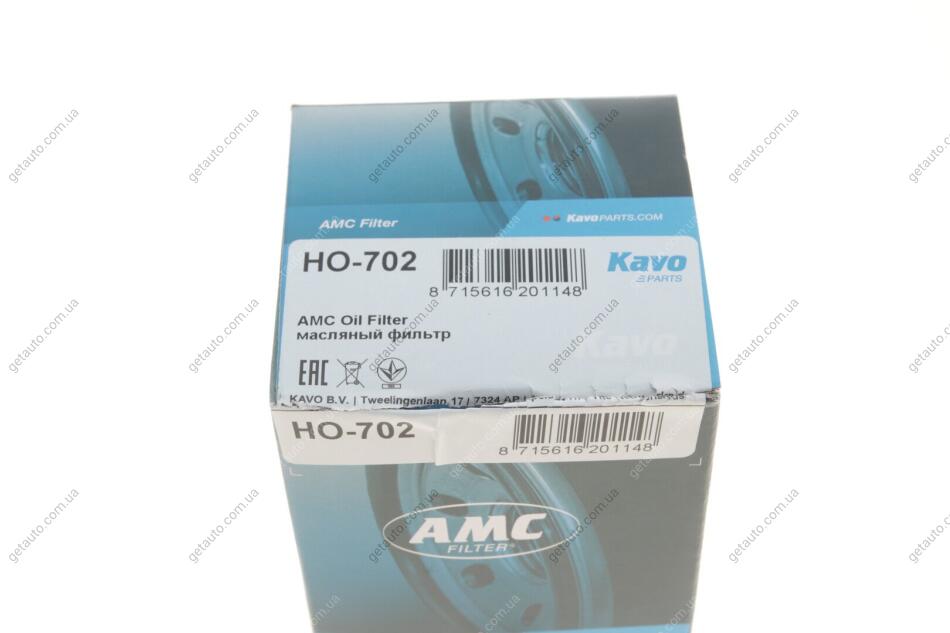 AMC Filter
KavoPARTS.COM
HO-702
Kavo
PARTS
8 715616 201148
AMC Oil Filter
масляный фильтр
Kavo
EAC
KAVO B.V. | Tweelingenlaan 17 / 7324 AP
HO-702
8 715616 201148
AMC
FILTER®
getauto.com.ua